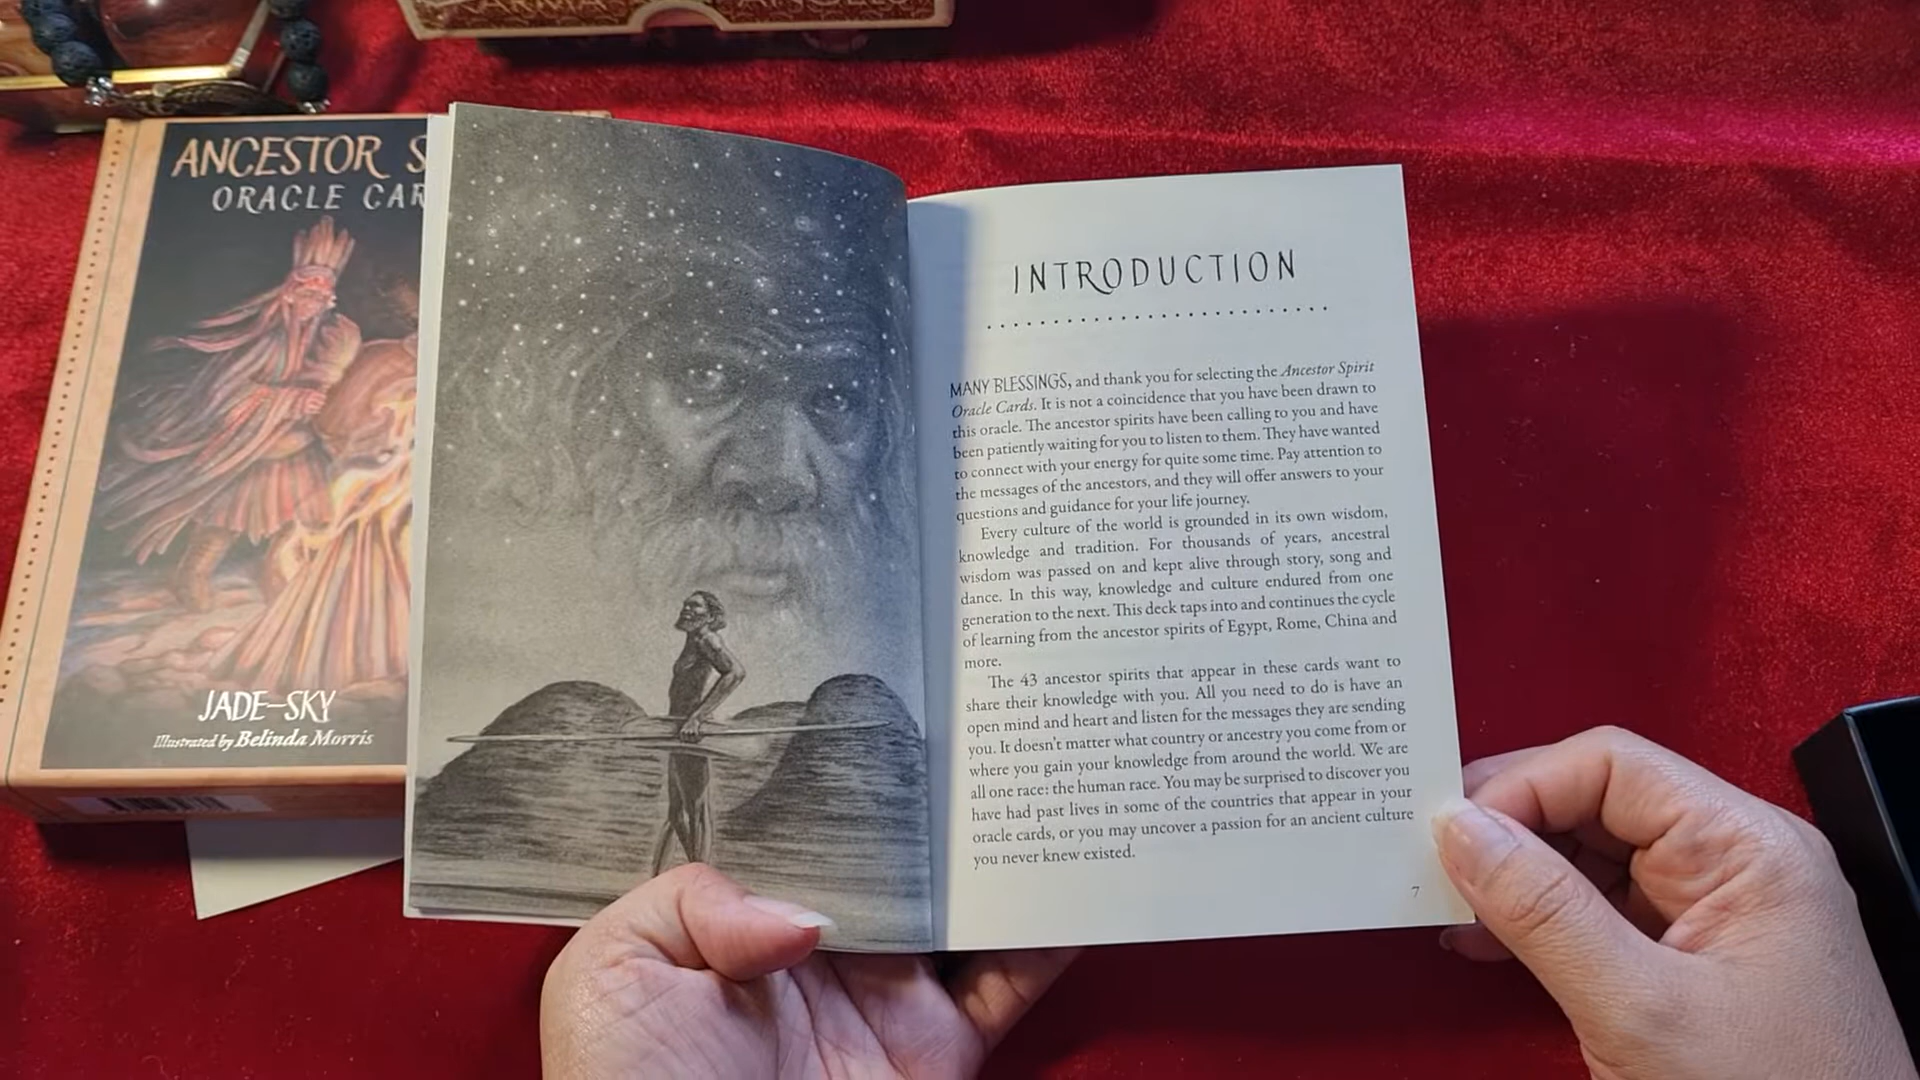 KARMA ANGELS
ANCESTOR S
ORACLE CAR
JADE-SKY
Illustrated by Belinda Morris
INTRODUCTION
MANY BLESSINGS, and thank you for selecting the Ancestor Spirit
Oracle Cards. It is not a coincidence that you have been drawn to
this oracle. The ancestor spirits have been calling to you and have
been patiently waiting for you to listen to them. They have wanted
to connect with your energy for quite some time. Pay attention to
the messages of the ancestors, and they will offer answers to your
questions and guidance for your life journey.
Every culture of the world is grounded in its own wisdom,
knowledge and tradition. For thousands of years, ancestral
wisdom was passed on and kept alive through story, song and
dance. In this way, knowledge and culture endured from one
generation to the next. This deck taps into and continues the cycle
of learning from the ancestor spirits of Egypt, Rome, China and
more.
The 43 ancestor spirits that appear in these cards want to
share their knowledge with you. All you need to do is have an
open mind and heart and listen for the messages they are sending
you. It doesn't matter what country or ancestry you come from or
where you gain your knowledge from around the world. We are
all one race: the human race. You may be surprised to discover you
have had past lives in some of the countries that appear in your
oracle cards, or you may uncover a passion for an ancient culture
you never knew existed.
7